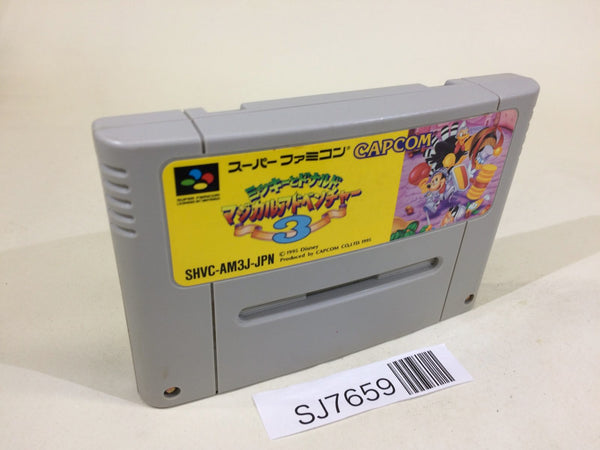 スーパーファミコン
CAPCOM
ミッキーとドナルド
マジカルアドベンチャー
3
©1995 Disney
Produced by CAPCOM CO.,LTD 1995
SHVC-AM3J-JPN
SJ7659